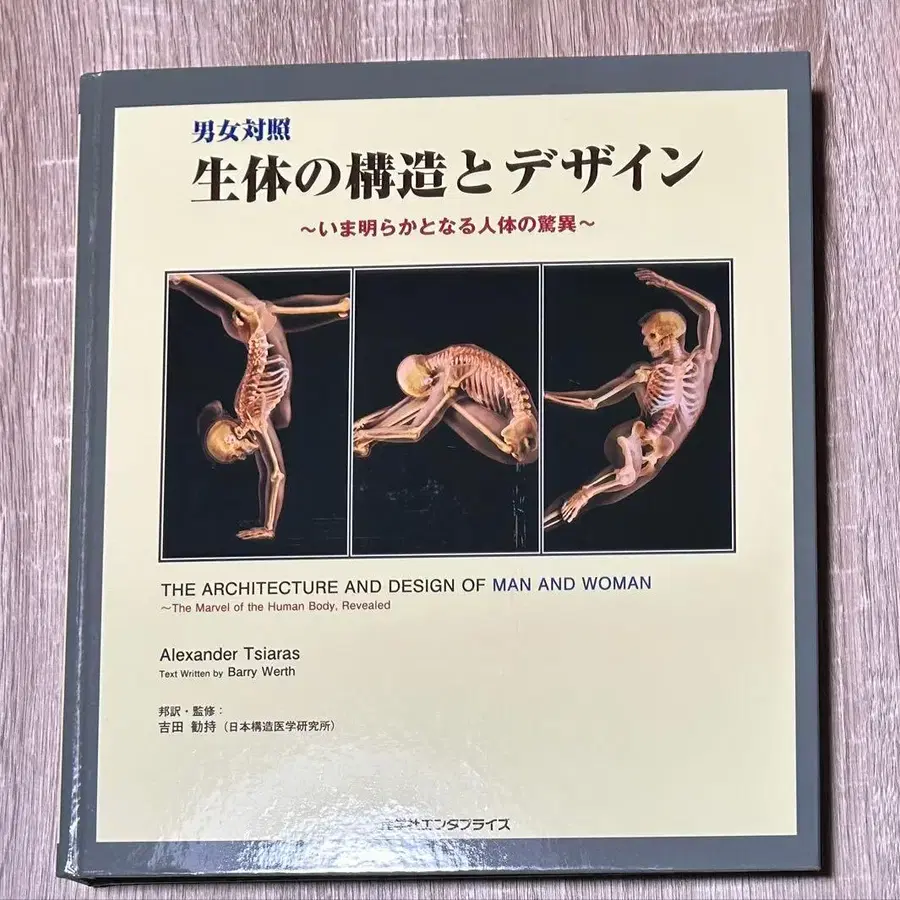 男女対照
生体の構造とデザイン
～いま明らかとなる人体の驚異～
THE ARCHITECTURE AND DESIGN OF MAN AND WOMAN
～The Marvel of the Human Body, Revealed
Alexander Tsiaras
Text Written by Barry Werth
邦訳・監修：
吉田 勧持（日本構造医学研究所）
産学社エンタプライズ